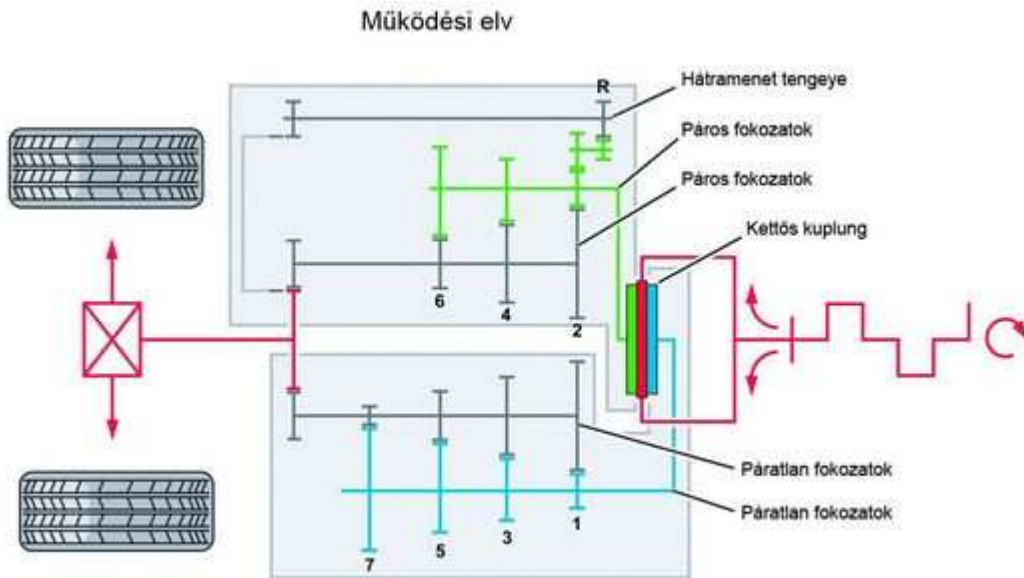 Működési elv
R
Hátramenet tengeye
Páros fokozatok
Páros fokozatok
Kettős kuplung
6
4
2
Páratlan fokozatok
Páratlan fokozatok
1
3
5
7